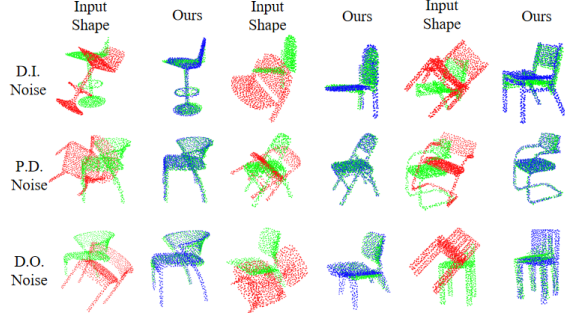 Input Shape
Ours
Input Shape
Ours
Input Shape
Ours
D.I. Noise
P.D. Noise
D.O. Noise